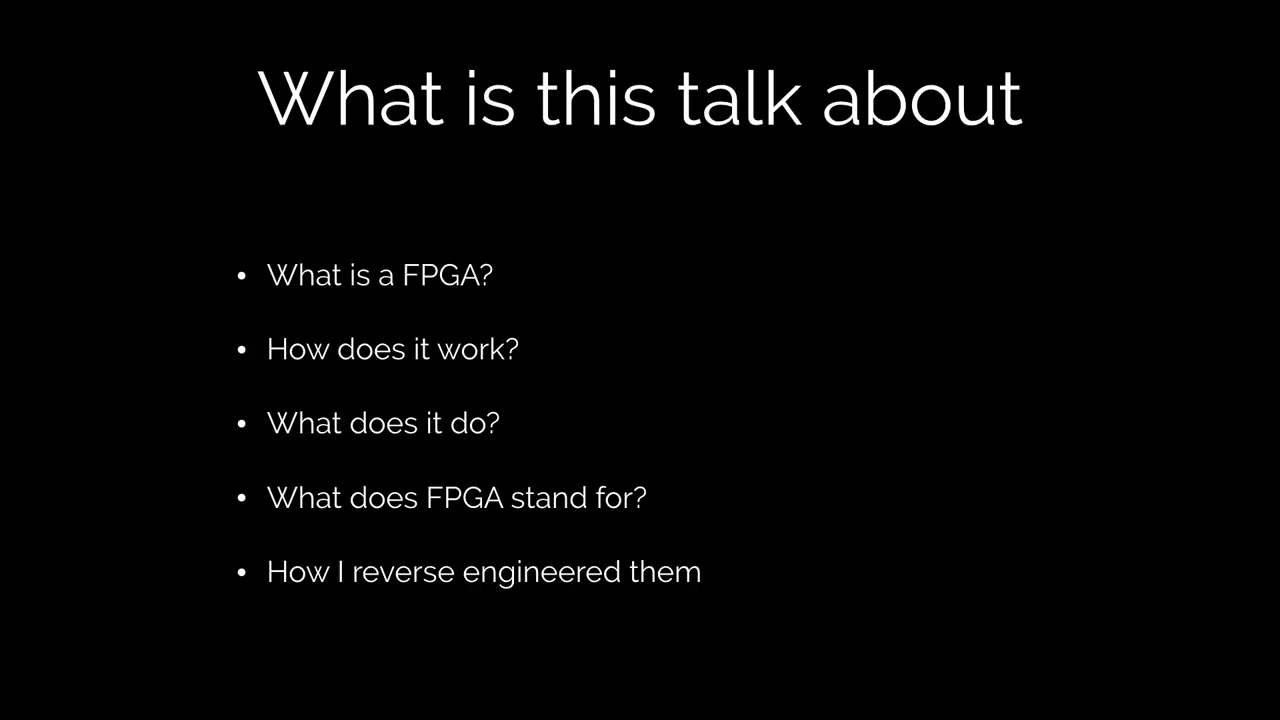 What is this talk about
• What is a FPGA?
• How does it work?
• What does it do?
• What does FPGA stand for?
• How I reverse engineered them